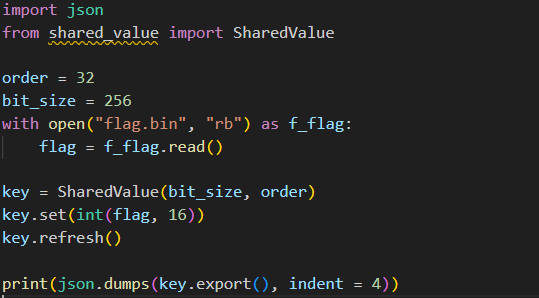 import json
from shared_value import SharedValue
order = 32
bit_size = 256
with open("flag.bin", "rb") as f_flag:
    flag = f_flag.read()
key = SharedValue(bit_size, order)
key.set(int(flag, 16))
key.refresh()
print(json.dumps(key.export(), indent = 4))